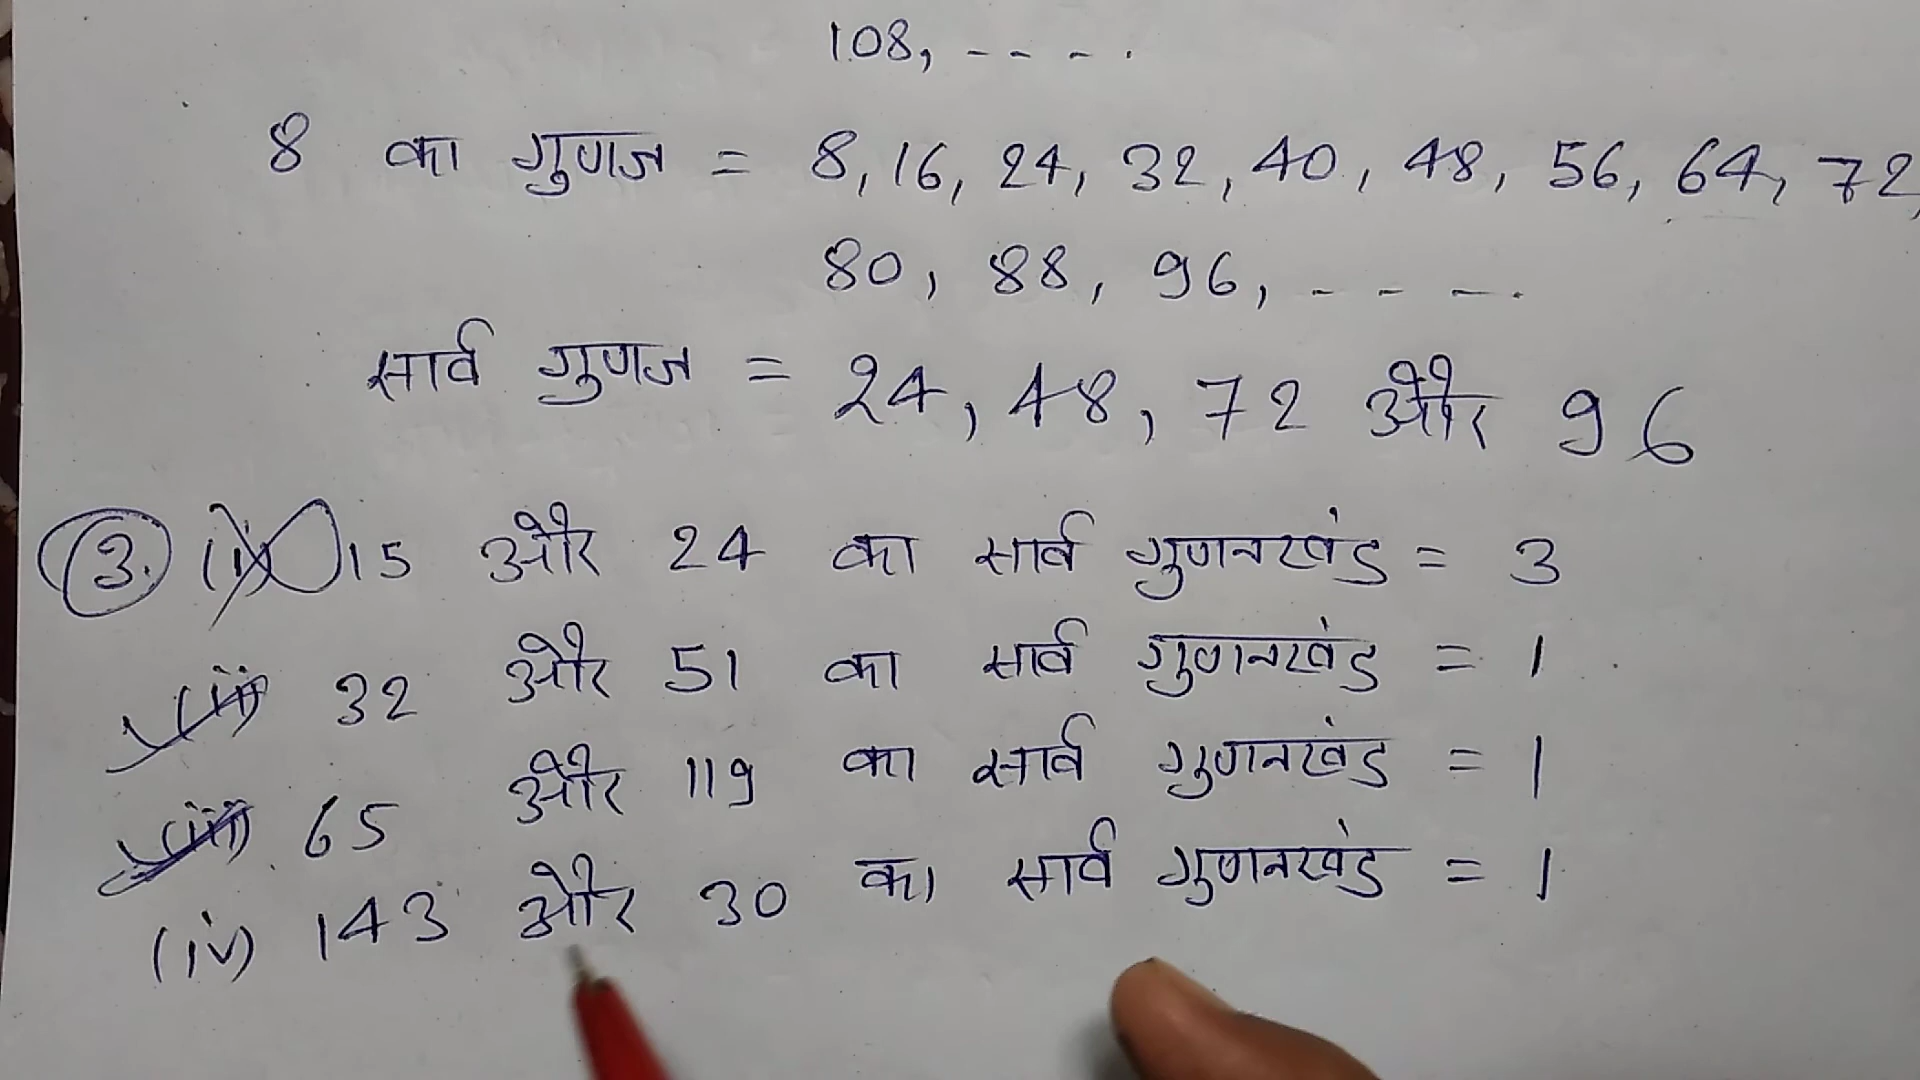 108, - - - .
8 का गुणज = 8, 16, 24, 32, 40, 48, 56, 64, 72,
80, 88, 96, - - - .
सार्व गुणज = 24, 48, 72 और 96
3. (i) 15 और 24 का सार्व गुणनखंड = 3
(ii) 32 और 51 का सार्व गुणनखंड = 1
(iii) 65 और 119 का सार्व गुणनखंड = 1
(iv) 143 और 30 का सार्व गुणनखंड = 1